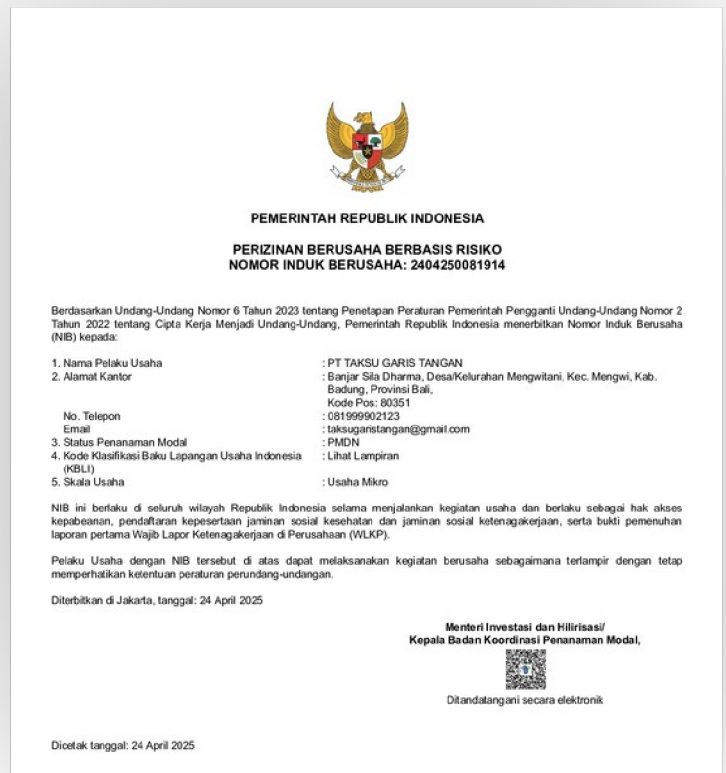 PEMERINTAH REPUBLIK INDONESIA
PERIZINAN BERUSAHA BERBASIS RISIKO
NOMOR INDUK BERUSAHA: 2404250081914
Berdasarkan Undang-Undang Nomor 6 Tahun 2023 tentang Penetapan Peraturan Pemerintah Pengganti Undang-Undang Nomor 2
Tahun 2022 tentang Cipta Kerja Menjadi Undang-Undang, Pemerintah Republik Indonesia menerbitkan Nomor Induk Berusaha
(NIB) kepada:
1. Nama Pelaku Usaha : PT TAKSU GARIS TANGAN
2. Alamat Kantor : Banjar Sila Dharma, Desa/Kelurahan Mengwitani, Kec. Mengwi, Kab.
Badung, Provinsi Bali,
Kode Pos: 80351
No. Telepon : 081999902123
Email : taksugaristangan@gmail.com
3. Status Penanaman Modal : PMDN
4. Kode Klasifikasi Baku Lapangan Usaha Indonesia : Lihat Lampiran
(KBLI)
5. Skala Usaha : Usaha Mikro
NIB ini berlaku di seluruh wilayah Republik Indonesia selama menjalankan kegiatan usaha dan berlaku sebagai hak akses
kepabeanan, pendaftaran kepesertaan jaminan sosial kesehatan dan jaminan sosial ketenagakerjaan, serta bukti pemenuhan
laporan pertama Wajib Lapor Ketenagakerjaan di Perusahaan (WLKP).
Pelaku Usaha dengan NIB tersebut di atas dapat melaksanakan kegiatan berusaha sebagaimana terlampir dengan tetap
memperhatikan ketentuan peraturan perundang-undangan.
Diterbitkan di Jakarta, tanggal: 24 April 2025
Menteri Investasi dan Hilirisasi/
Kepala Badan Koordinasi Penanaman Modal,
Ditandatangani secara elektronik
Dicetak tanggal: 24 April 2025